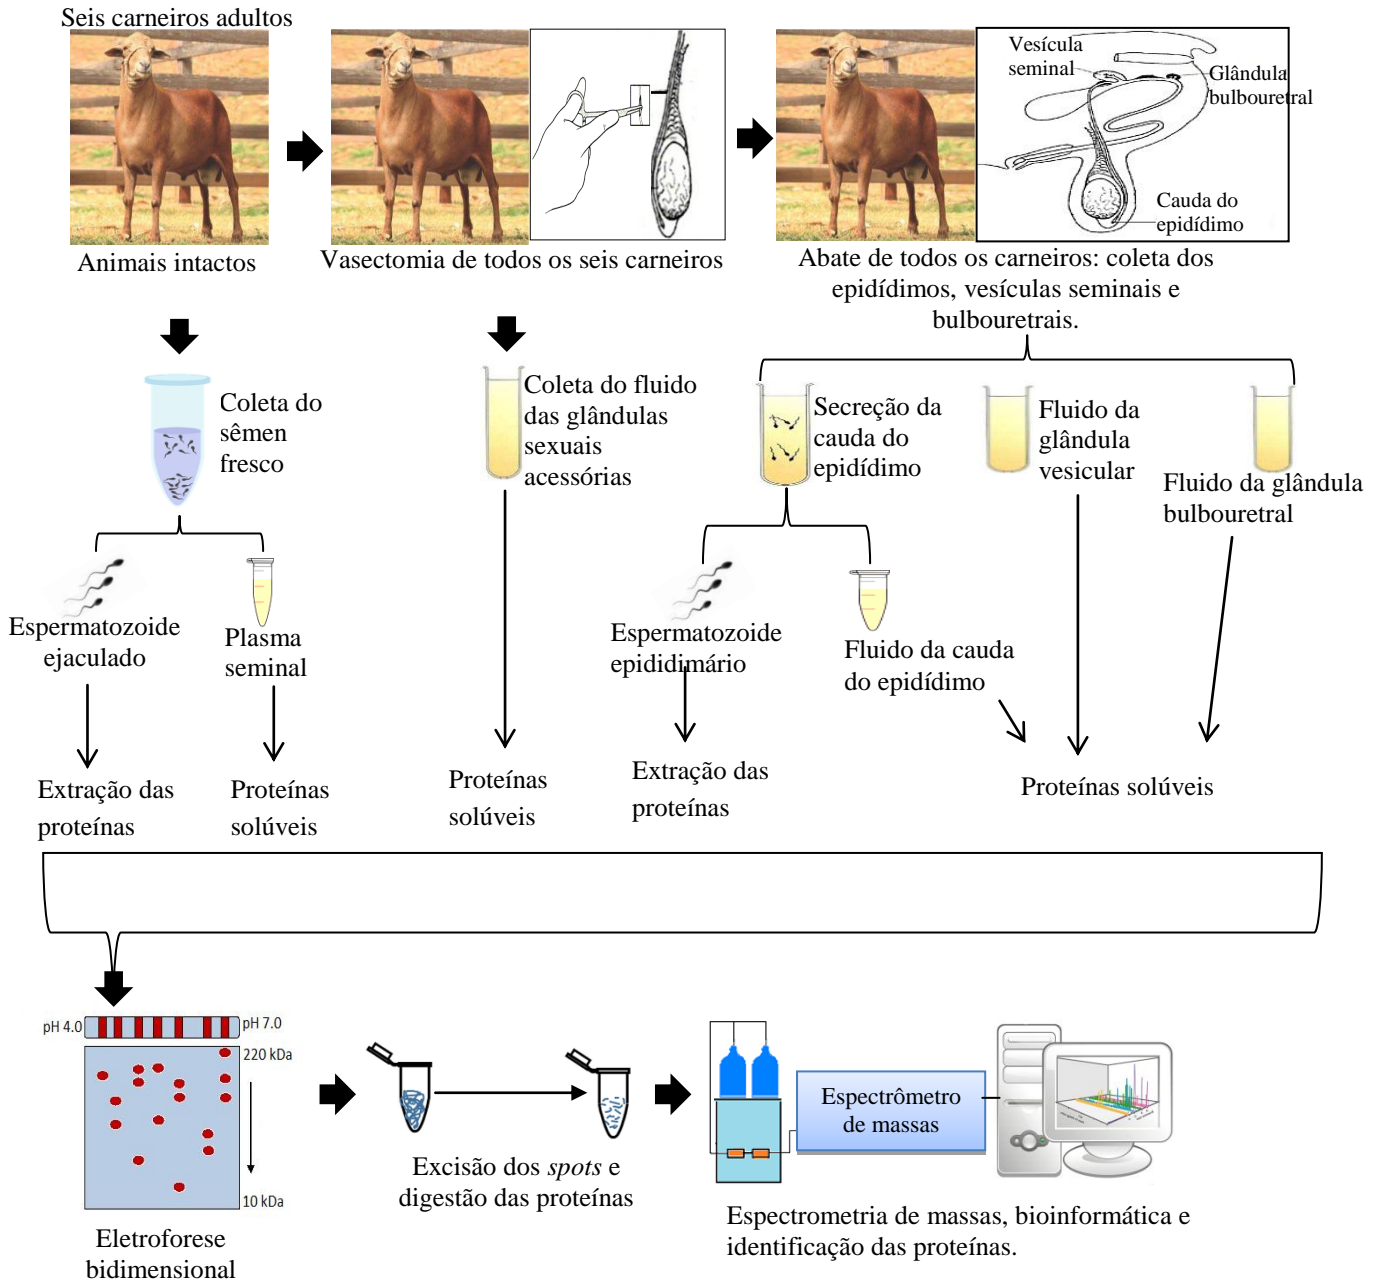 Seis carneiros adultos
Vesícula
seminal
Glândula
bulbouretral
Cauda do
epidídimo
Animais intactos
Vasectomia de todos os seis carneiros
Abate de todos os carneiros: coleta dos
epidídimos, vesículas seminais e
bulbouretrais.
Coleta do
sêmen
fresco
Coleta do fluido
das glândulas
sexuais
acessórias
Secreção da
cauda do
epidídimo
Fluido da
glândula
vesicular
Fluido da glândula
bulbouretral
Espermatozoide
ejaculado
Plasma
seminal
Espermatozoide
epididimário
Fluido da cauda
do epidídimo
Extração das
proteínas
Proteínas
solúveis
Proteínas
solúveis
Extração das
proteínas
Proteínas solúveis
pH 4.0
pH 7.0
220 kDa
10 kDa
Eletroforese
bidimensional
Excisão dos spots e
digestão das proteínas
Espectrômetro
de massas
Espectrometria de massas, bioinformática e
identificação das proteínas.